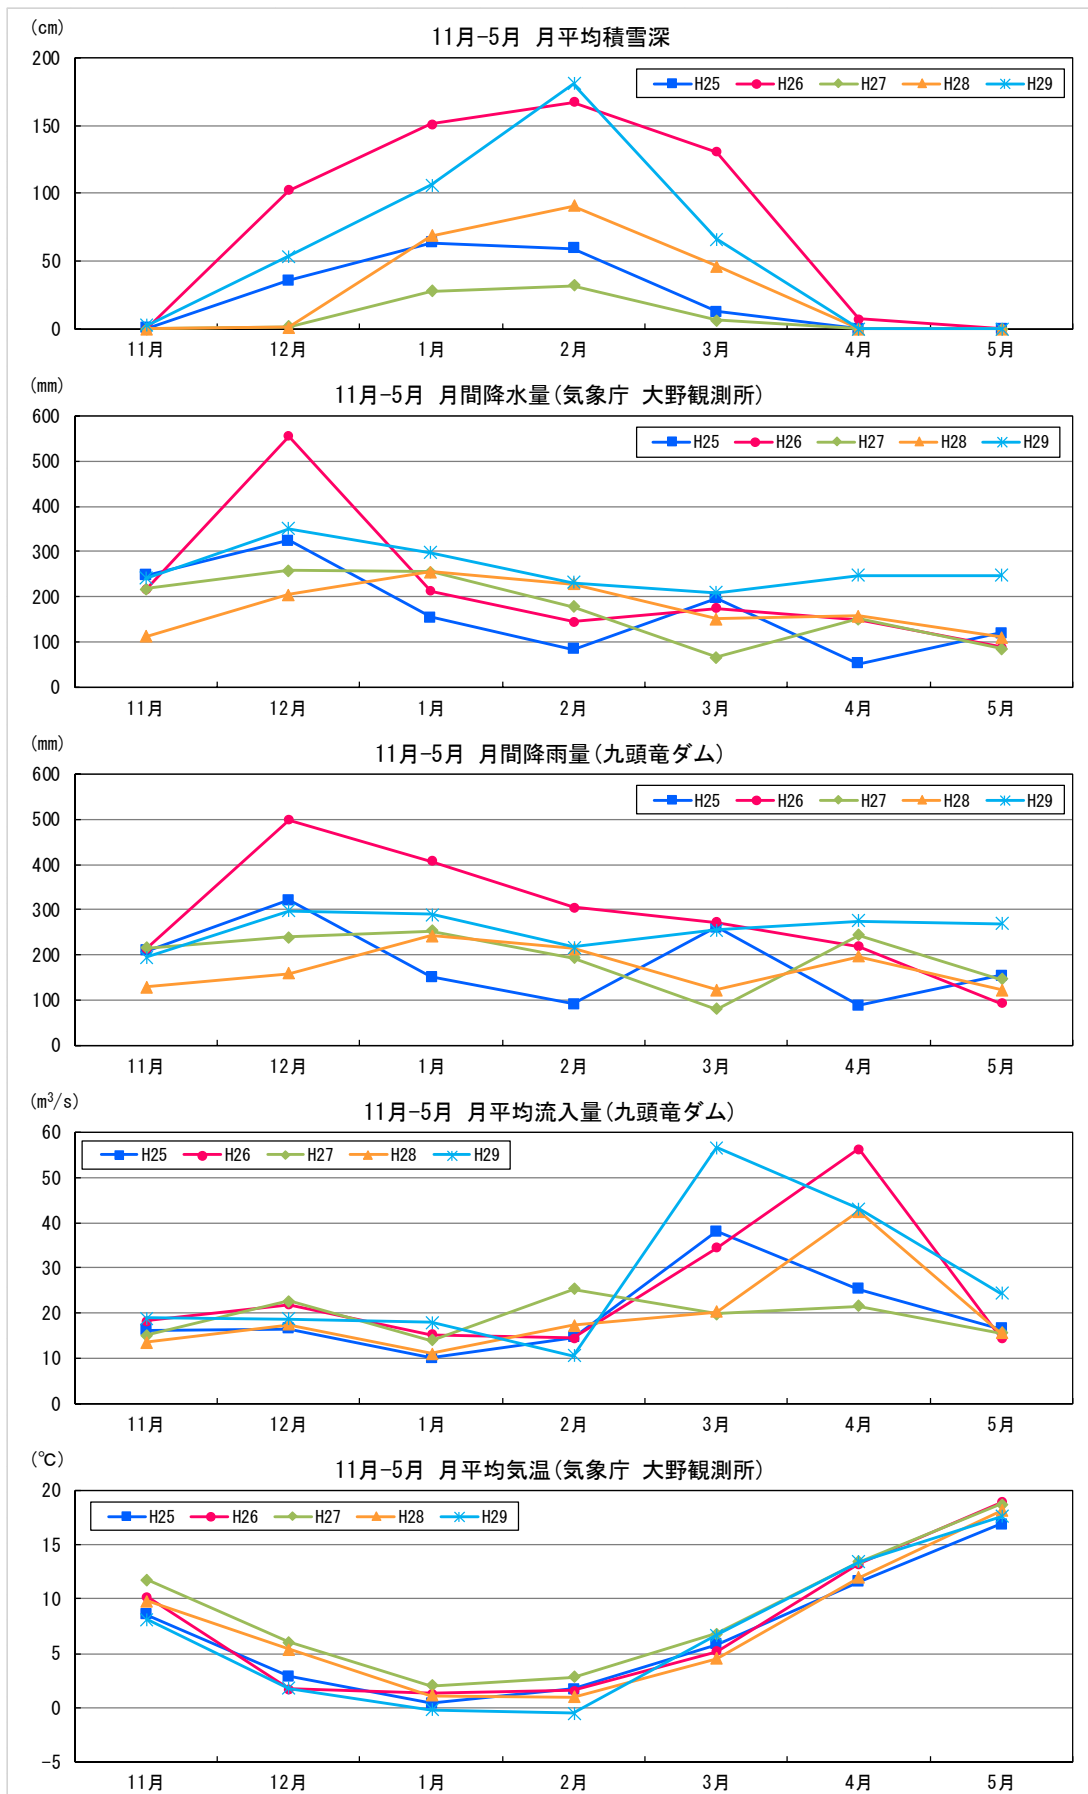 (cm)
11月-5月 月平均積雪深
200
H25 H26 H27 H28 H29
150
100
50
0
11月 12月 1月 2月 3月 4月 5月
(mm)
11月-5月 月間降水量(気象庁 大野観測所)
600
H25 H26 H27 H28 H29
500
400
300
200
100
0
11月 12月 1月 2月 3月 4月 5月
(mm)
11月-5月 月間降雨量(九頭竜ダム)
600
H25 H26 H27 H28 H29
500
400
300
200
100
0
11月 12月 1月 2月 3月 4月 5月
(m³/s)
11月-5月 月平均流入量(九頭竜ダム)
60
H25 H26 H27 H28 H29
50
40
30
20
10
0
11月 12月 1月 2月 3月 4月 5月
(℃)
11月-5月 月平均気温(気象庁 大野観測所)
20
H25 H26 H27 H28 H29
15
10
5
0
-5
11月 12月 1月 2月 3月 4月 5月